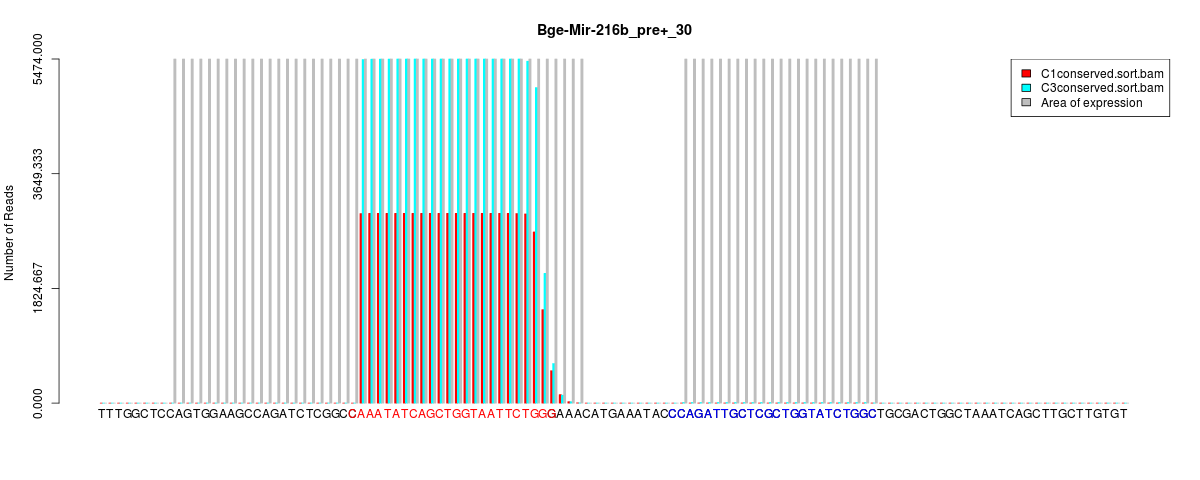 Bge-Mir-216b_pre+_30
5474.000
3649.333
1824.667
0.000
Number of Reads
C1conserved.sort.bam
C3conserved.sort.bam
Area of expression
TTTGGCTCCAGTGGAAGCCAGATCTCGGCCAAATATCAGCTGGTAATTCTGGGAAACATGAAATACCCAGATTGCTCGCTGGTATCTGGCTGCGACTGGCTAAATCAGCTTGCTTGTGT